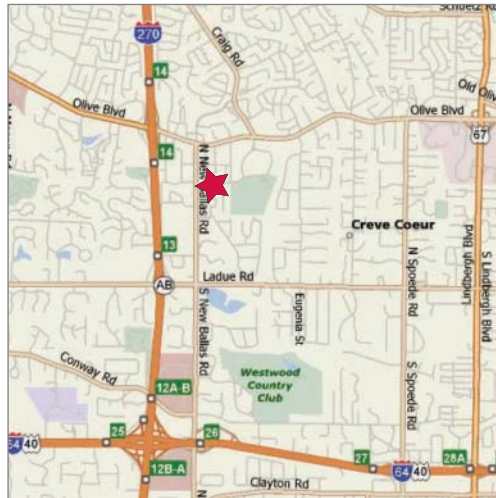 Schuetz Rd
270
Craig Rd
14
Old Oliv
Olive Blvd
Olive Blvd
67
14
N New Ballas Rd
Creve Coeur
13
Ladue Rd
AB
S New Ballas Rd
Eugenia St
N Spoede Rd
Lindbergh Blvd
S Lindbergh Blvd
Conway Rd
Westwood
Country
Club
S Spoede Rd
12A-B
64 40
25
26
27
64 40
28A
12B-A
Clayton Rd
N